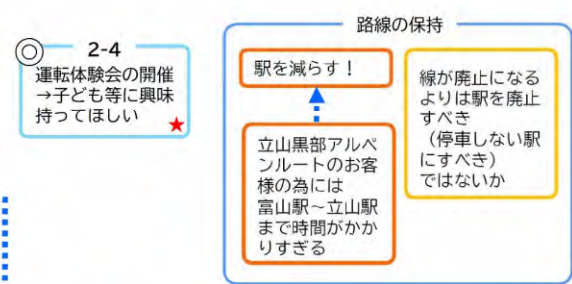 ◎
2-4
運転体験会の開催
→子ども等に興味
持ってほしい
★
路線の保持
駅を減らす！
立山黒部アルペ
ンルートのお客
様の為には
富山駅～立山駅
まで時間がかか
りすぎる
線が廃止になる
よりは駅を廃止
すべき
（停車しない駅
にすべき）
ではないか